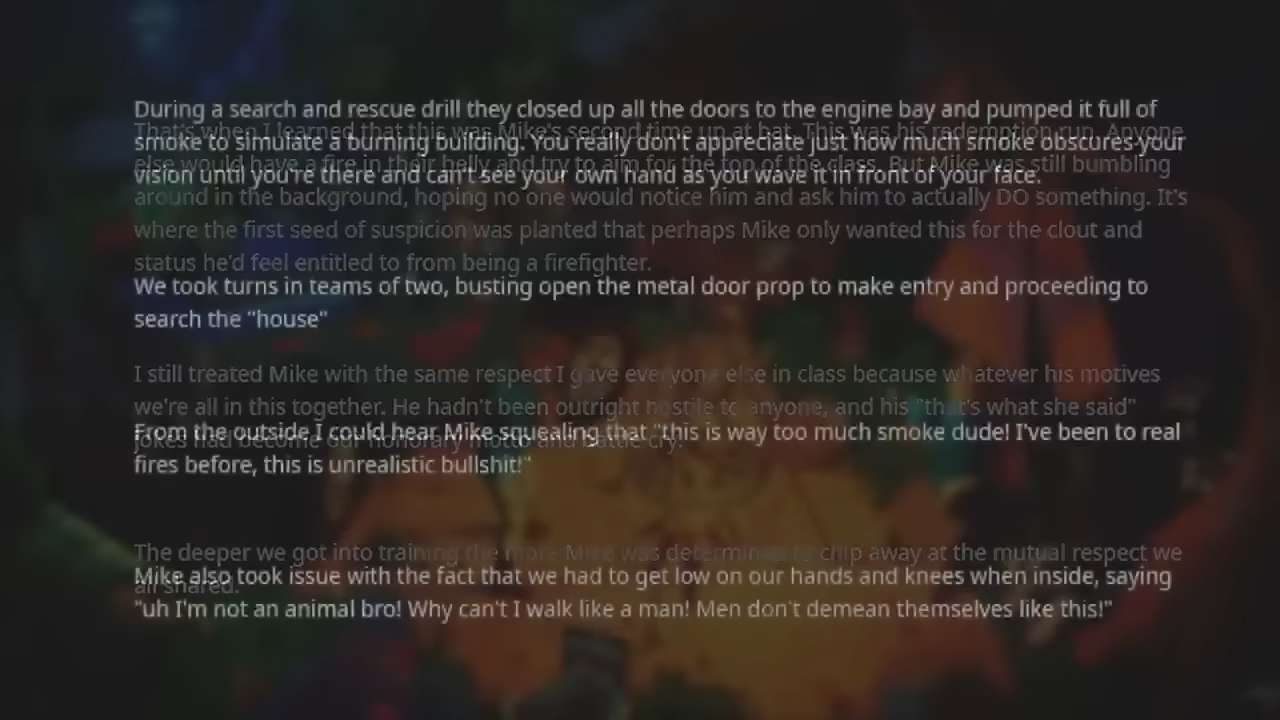 During a search and rescue drill they closed up all the doors to the engine bay and pumped it full of
That's when I learned that this was Mike's second time up at bat. This was his redemption run. Anyone
smoke to simulate a burning building. You really don't appreciate just how much smoke obscures your
else would have a fire in their belly and try to aim for the top of the class. But Mike was still bumbling
vision until you're there and can't see your own hand as you wave it in front of your face.
around in the background, hoping no one would notice him and ask him to actually DO something. It's
where the first seed of suspicion was planted that perhaps Mike only wanted this for the clout and
status he'd feel entitled to from being a firefighter.
We took turns in teams of two, busting open the metal door prop to make entry and proceeding to
search the "house"
I still treated Mike with the same respect I gave everyone else in class because whatever his motives
we're all in this together. He hadn't been outright hostile to anyone, and his "that's what she said"
From the outside I could hear Mike squealing that "this is way too much smoke dude! I've been to real
jokes had become our honorary motto and battle cry.
fires before, this is unrealistic bullshit!"
The deeper we got into training the more Mike was determined to chip away at the mutual respect we
Mike also took issue with the fact that we had to get low on our hands and knees when inside, saying
all shared.
"uh I'm not an animal bro! Why can't I walk like a man! Men don't demean themselves like this!"